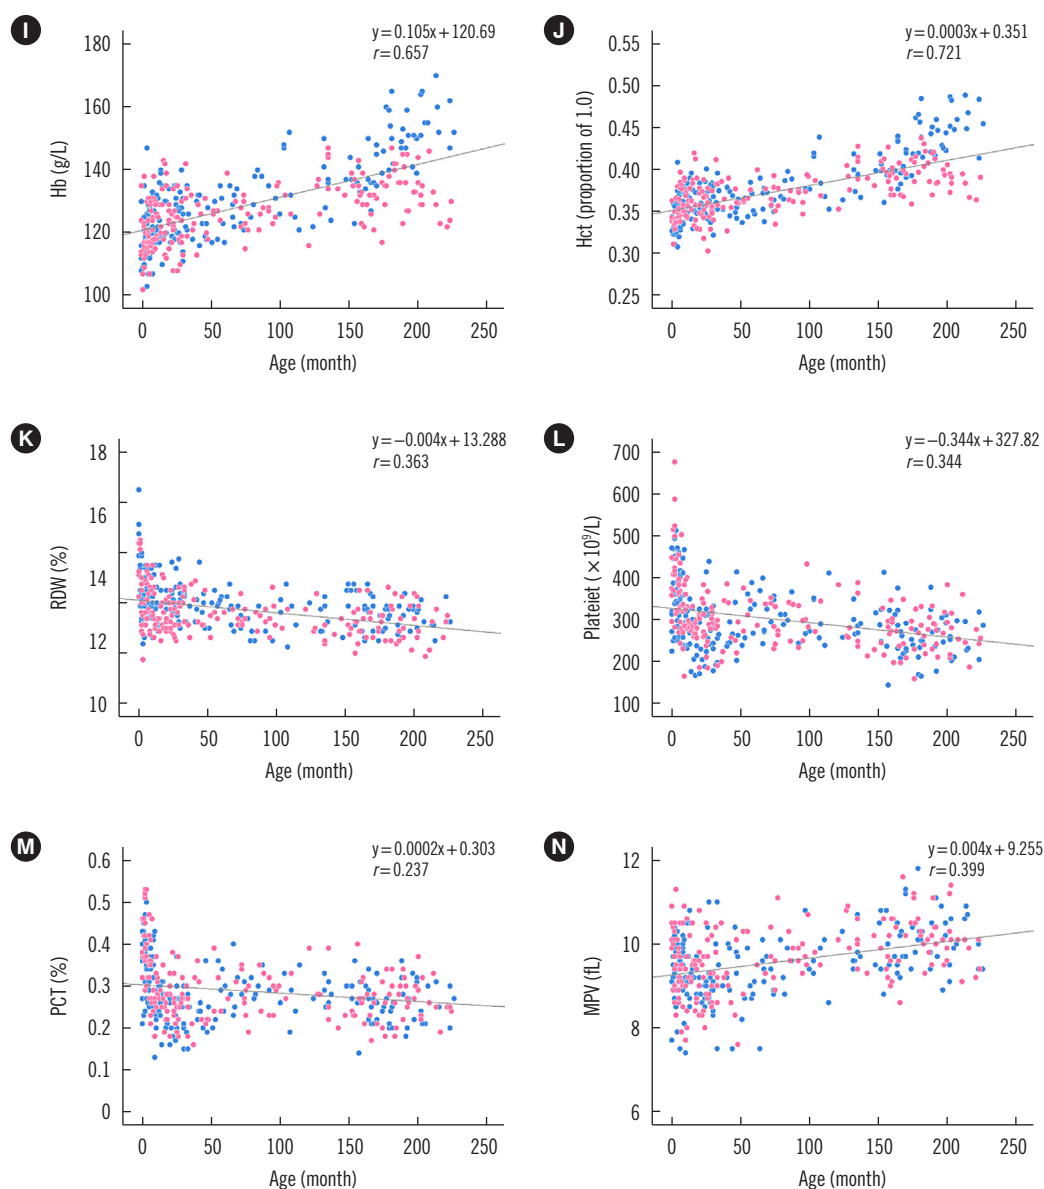 I
y=0.105x+120.69
r=0.657
Hb (g/L)
180
160
140
120
100
0 50 100 150 200 250
Age (month)
J
y=0.0003x+0.351
r=0.721
Hct (proportion of 1.0)
0.55
0.50
0.45
0.40
0.35
0.30
0.25
0 50 100 150 200 250
Age (month)
K
y=−0.004x+13.288
r=0.363
RDW (%)
18
16
14
12
10
0 50 100 150 200 250
Age (month)
L
y=−0.344x+327.82
r=0.344
Plateiet (×10⁹/L)
700
600
500
400
300
200
100
0 50 100 150 200 250
Age (month)
M
y=0.0002x+0.303
r=0.237
PCT (%)
0.6
0.5
0.4
0.3
0.2
0.1
0
0 50 100 150 200 250
Age (month)
N
y=0.004x+9.255
r=0.399
MPV (fL)
12
10
8
6
0 50 100 150 200 250
Age (month)